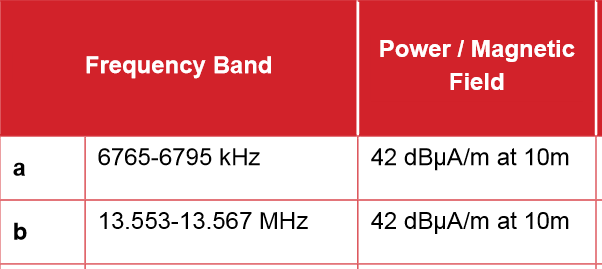 Frequency Band
Power / Magnetic
Field
a
6765-6795 kHz
42 dBµA/m at 10m
b
13.553-13.567 MHz
42 dBµA/m at 10m